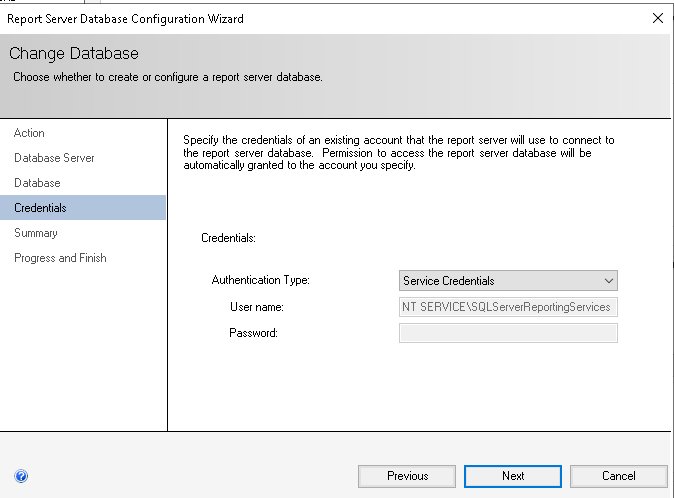 Report Server Database Configuration Wizard
Change Database
Choose whether to create or configure a report server database.
Action
Database Server
Database
Credentials
Summary
Progress and Finish
Specify the credentials of an existing account that the report server will use to connect to
the report server database.  Permission to access the report server database will be
automatically granted to the account you specify.
Credentials:
Authentication Type:
Service Credentials
User name:
NT SERVICE\SQLServerReportingServices
Password:
Previous
Next
Cancel